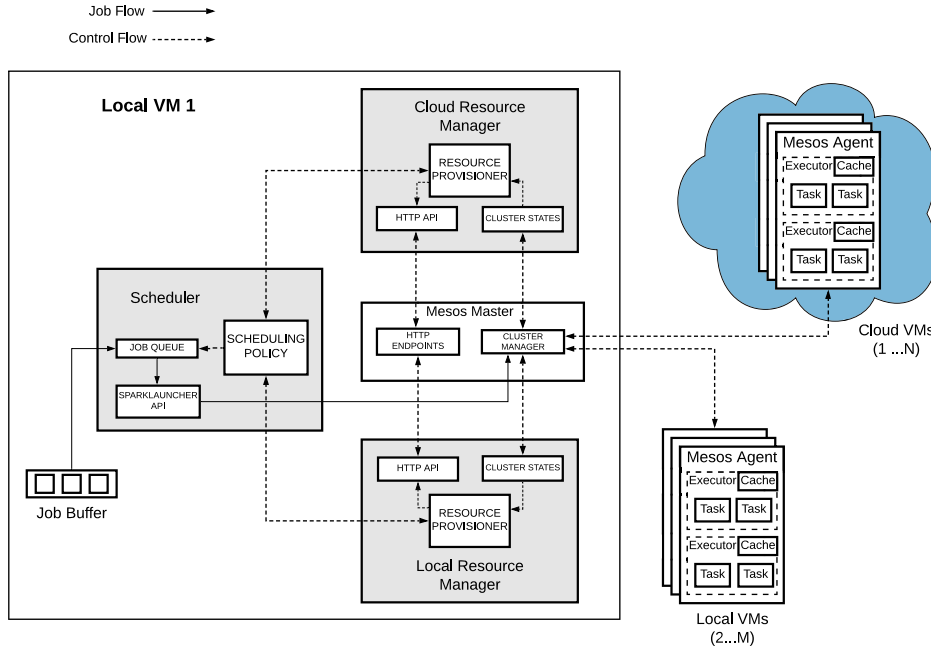 Job Flow
Control Flow
Local VM 1
Cloud Resource
Manager
RESOURCE
PROVISIONER
HTTP API
CLUSTER STATES
Mesos Agent
Executor
Cache
Task
Task
Executor
Cache
Task
Task
Cloud VMs
(1 ...N)
Scheduler
JOB QUEUE
SCHEDULING
POLICY
SPARKLAUNCHER
API
Mesos Master
HTTP
ENDPOINTS
CLUSTER
MANAGER
Job Buffer
HTTP API
CLUSTER STATES
RESOURCE
PROVISIONER
Local Resource
Manager
Mesos Agent
Executor
Cache
Task
Task
Executor
Cache
Task
Task
Local VMs
(2...M)